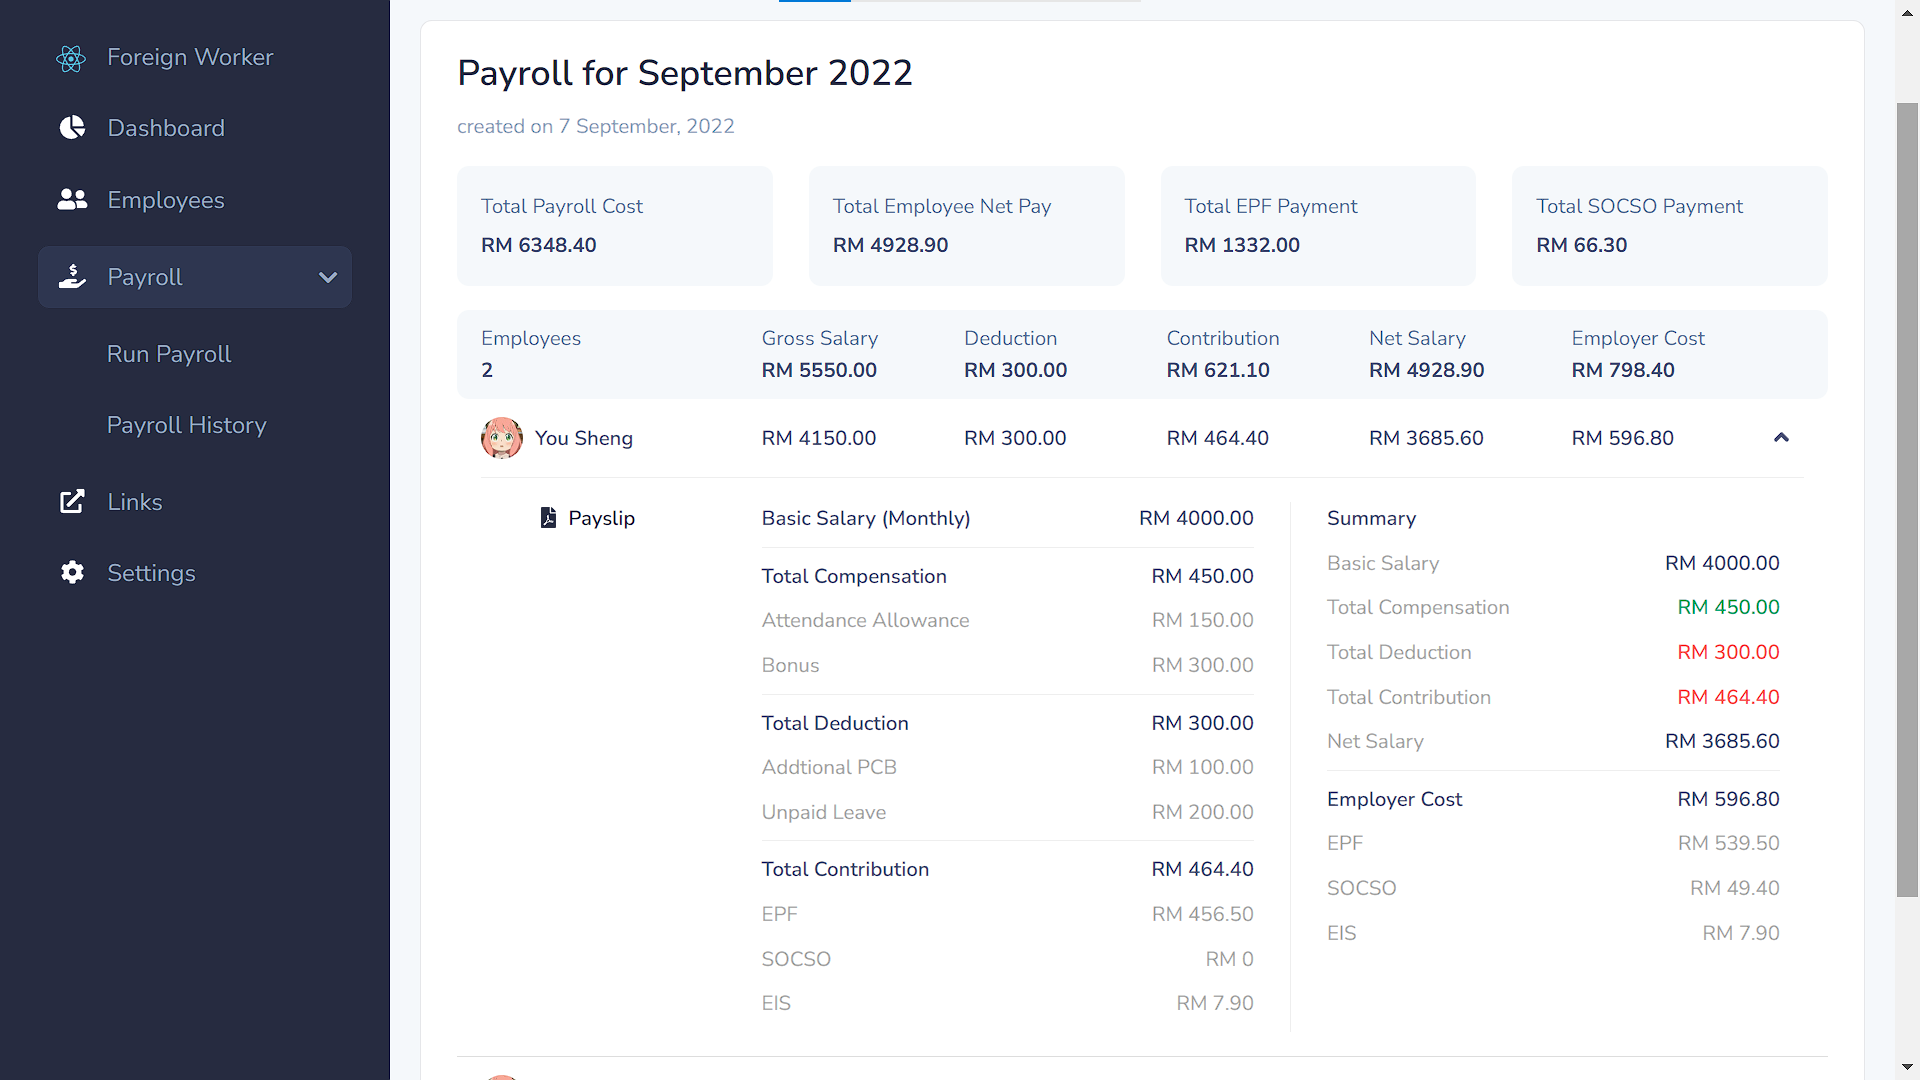 Foreign Worker
Dashboard
Employees
Payroll
Run Payroll
Payroll History
Links
Settings
Payroll for September 2022
created on 7 September, 2022
Total Payroll Cost
RM 6348.40
Total Employee Net Pay
RM 4928.90
Total EPF Payment
RM 1332.00
Total SOCSO Payment
RM 66.30
Employees Gross Salary Deduction Contribution Net Salary Employer Cost
2 RM 5550.00 RM 300.00 RM 621.10 RM 4928.90 RM 798.40
You Sheng RM 4150.00 RM 300.00 RM 464.40 RM 3685.60 RM 596.80
Payslip
Basic Salary (Monthly) RM 4000.00
Total Compensation RM 450.00
Attendance Allowance RM 150.00
Bonus RM 300.00
Total Deduction RM 300.00
Addtional PCB RM 100.00
Unpaid Leave RM 200.00
Total Contribution RM 464.40
EPF RM 456.50
SOCSO RM 0
EIS RM 7.90
Summary
Basic Salary RM 4000.00
Total Compensation RM 450.00
Total Deduction RM 300.00
Total Contribution RM 464.40
Net Salary RM 3685.60
Employer Cost RM 596.80
EPF RM 539.50
SOCSO RM 49.40
EIS RM 7.90